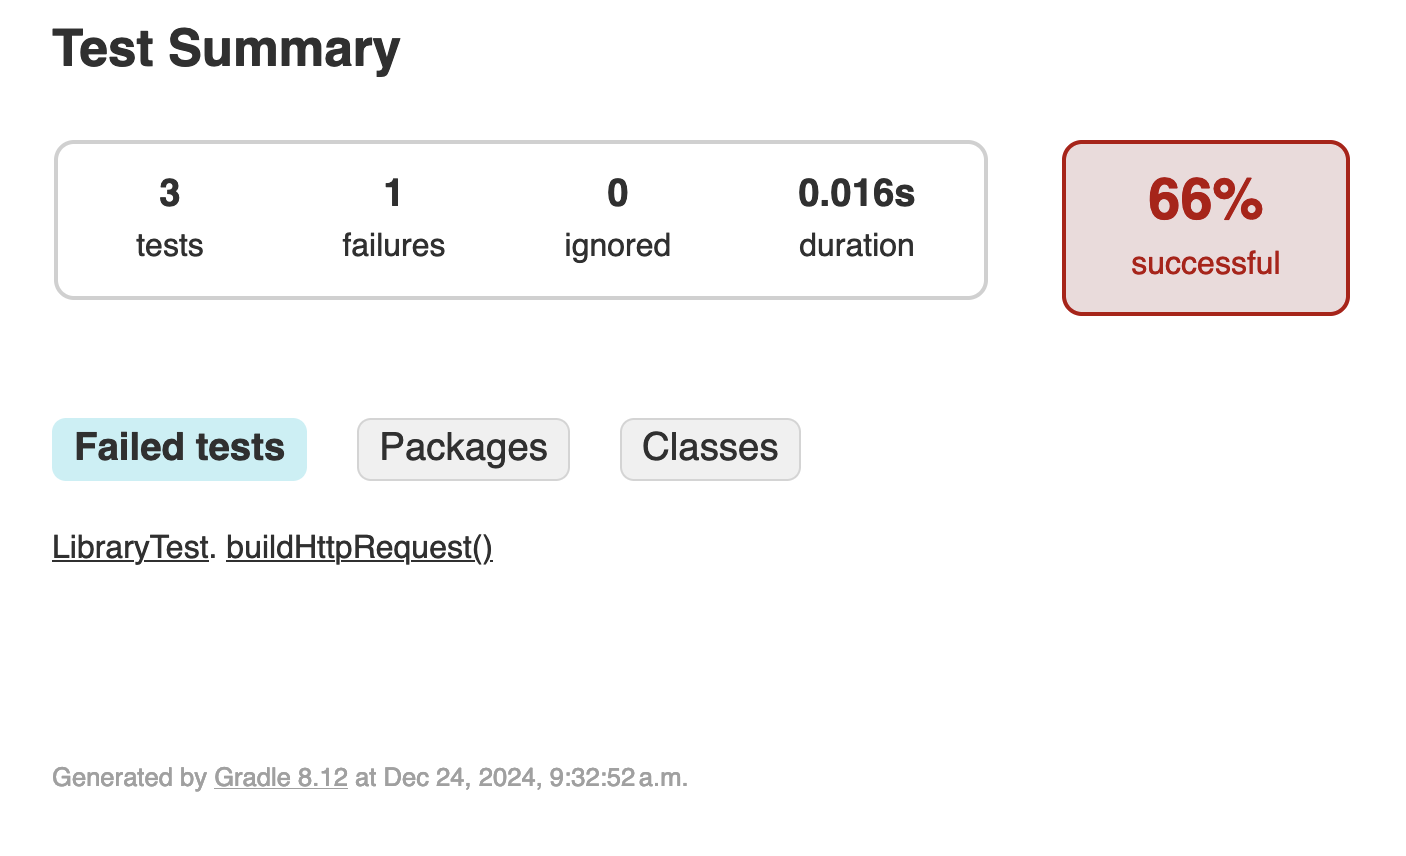 Test Summary
3 1 0 0.016s
tests failures ignored duration
66%
successful
Failed tests Packages Classes
LibraryTest. buildHttpRequest()
Generated by Gradle 8.12 at Dec 24, 2024, 9:32:52 a.m.